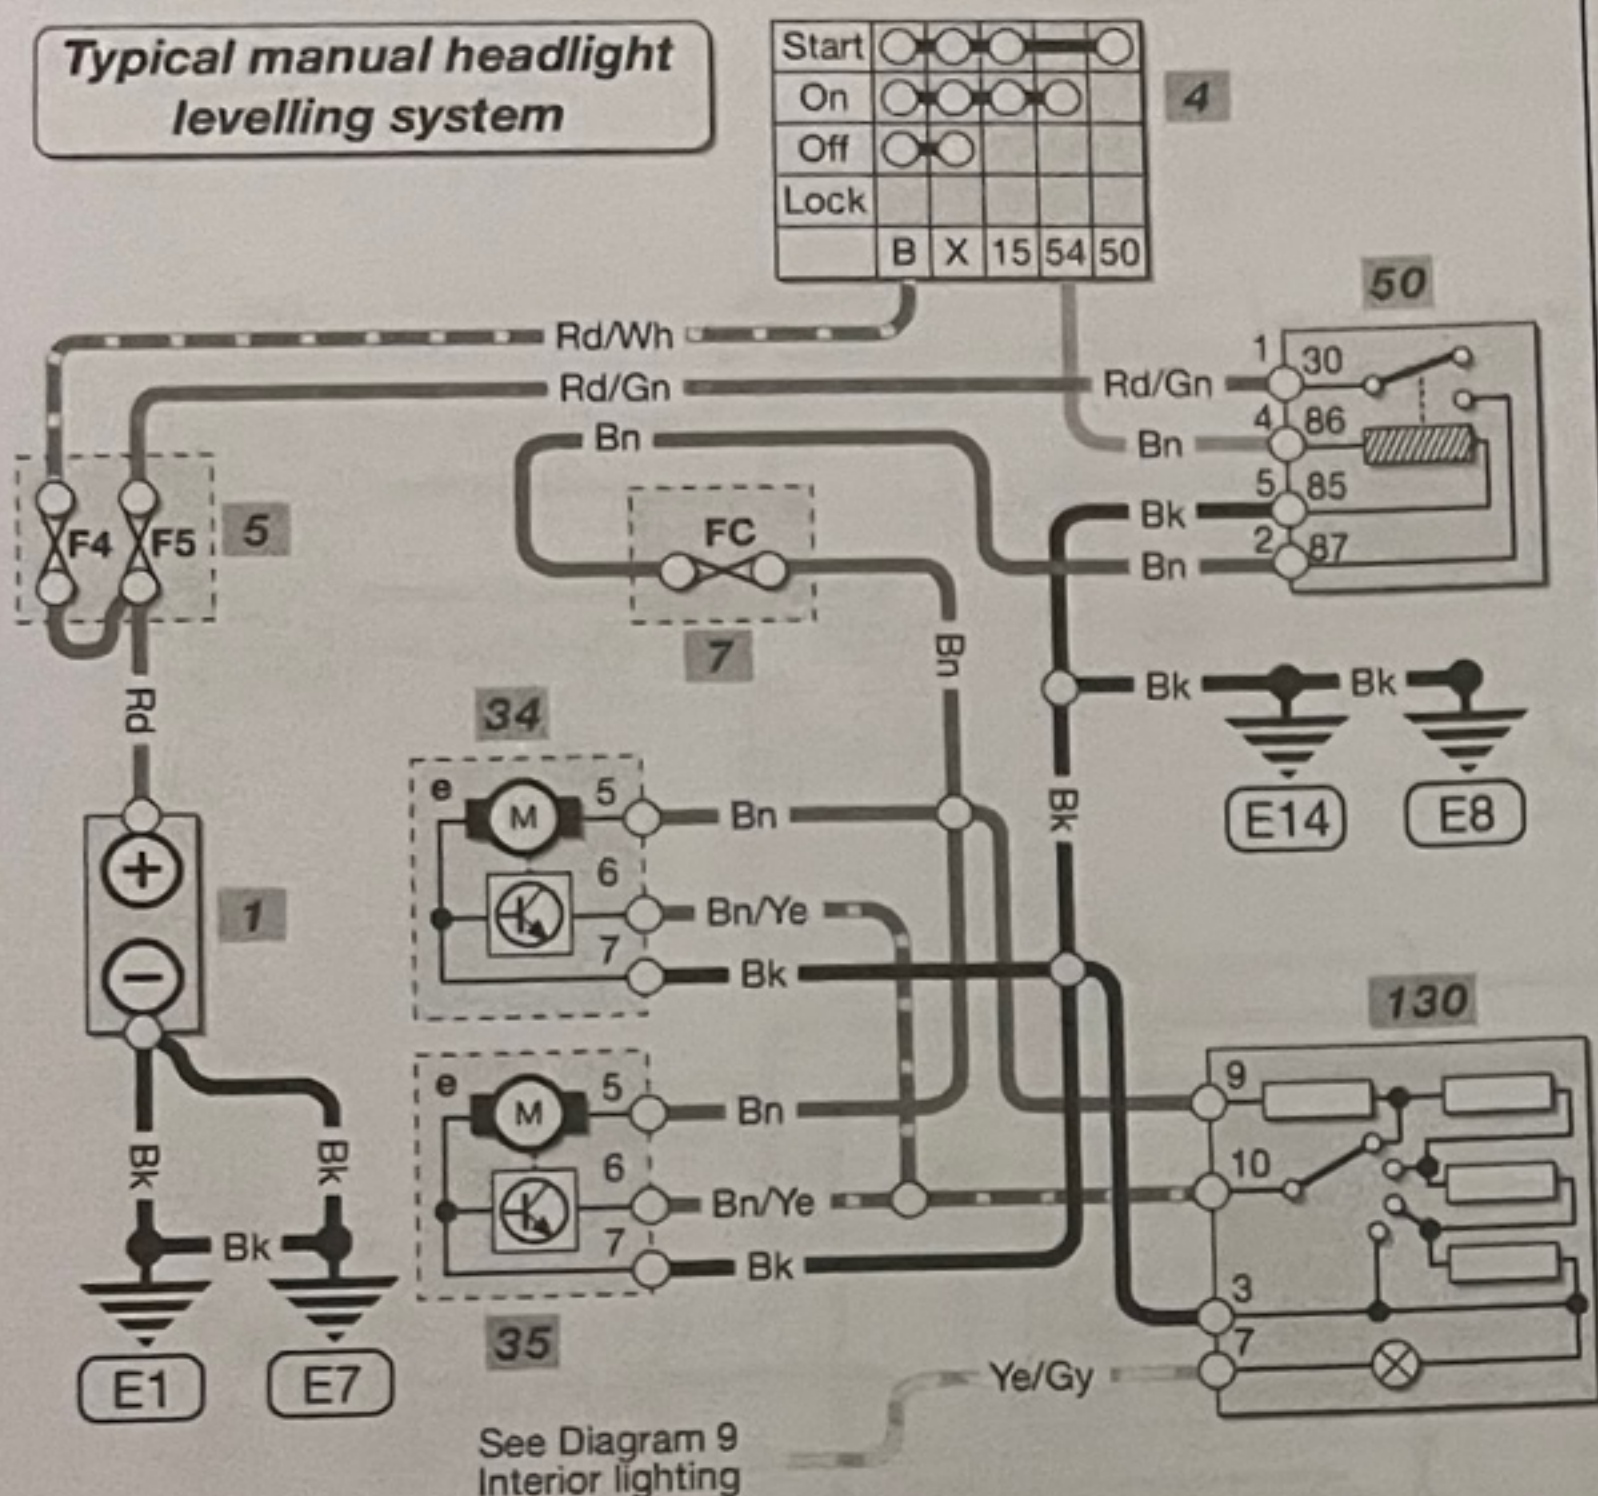 Typical manual headlight
levelling system
Start
On
Off
Lock
B X 15 54 50
4
50
Rd/Wh
Rd/Gn
Rd/Gn
1 30
4 86
Bn
Bn
5 85
Bk
2 87
Bn
F4 F5
5
FC
7
Bn
Rd
Bk
Bk
E14
E8
34
e
M
5
Bn
6
Bn/Ye
7
Bk
Bk
1
+
−
130
e
M
5
Bn
6
Bn/Ye
7
Bk
35
9
10
3
7
Bk
Bk
Bk
E1
E7
Ye/Gy
See Diagram 9
Interior lighting